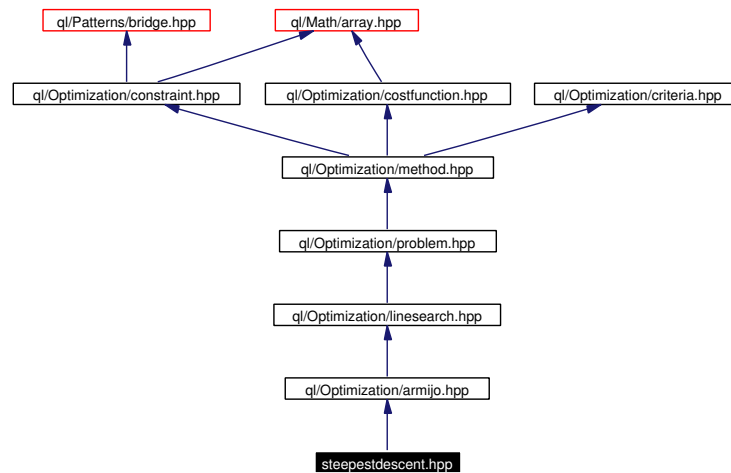 ql/Patterns/bridge.hpp
ql/Math/array.hpp
ql/Optimization/constraint.hpp
ql/Optimization/costfunction.hpp
ql/Optimization/criteria.hpp
ql/Optimization/method.hpp
ql/Optimization/problem.hpp
ql/Optimization/linesearch.hpp
ql/Optimization/armijo.hpp
steepestdescent.hpp